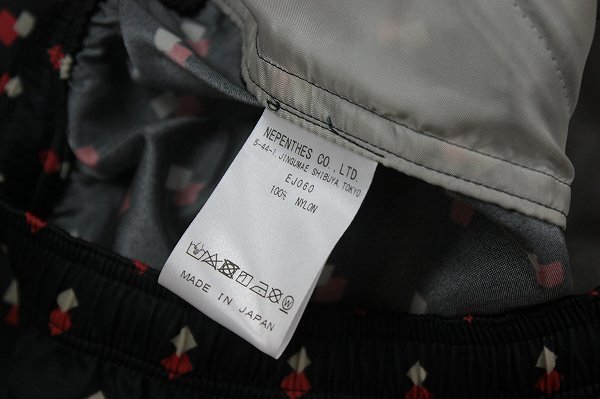 NEPENTHES CO., LTD.
5-44-1 JINGUMAE SHIBUYA TOKYO
EJ060
100% NYLON
MADE IN JAPAN